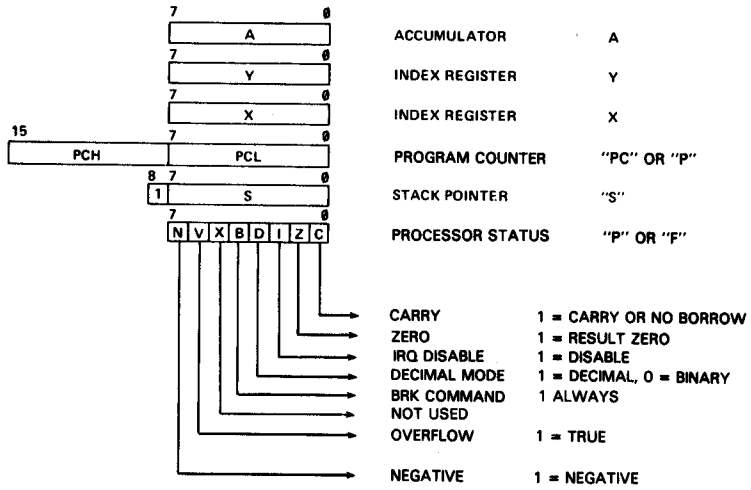 7 0
A ACCUMULATOR A
7 0
Y INDEX REGISTER Y
7 0
X INDEX REGISTER X
15 7 0
PCH PCL PROGRAM COUNTER "PC" OR "P"
8 7 0
1 S STACK POINTER "S"
7 0
N V X B D I Z C PROCESSOR STATUS "P" OR "F"
CARRY 1 = CARRY OR NO BORROW
ZERO 1 = RESULT ZERO
IRQ DISABLE 1 = DISABLE
DECIMAL MODE 1 = DECIMAL, 0 = BINARY
BRK COMMAND 1 ALWAYS
NOT USED
OVERFLOW 1 = TRUE
NEGATIVE 1 = NEGATIVE